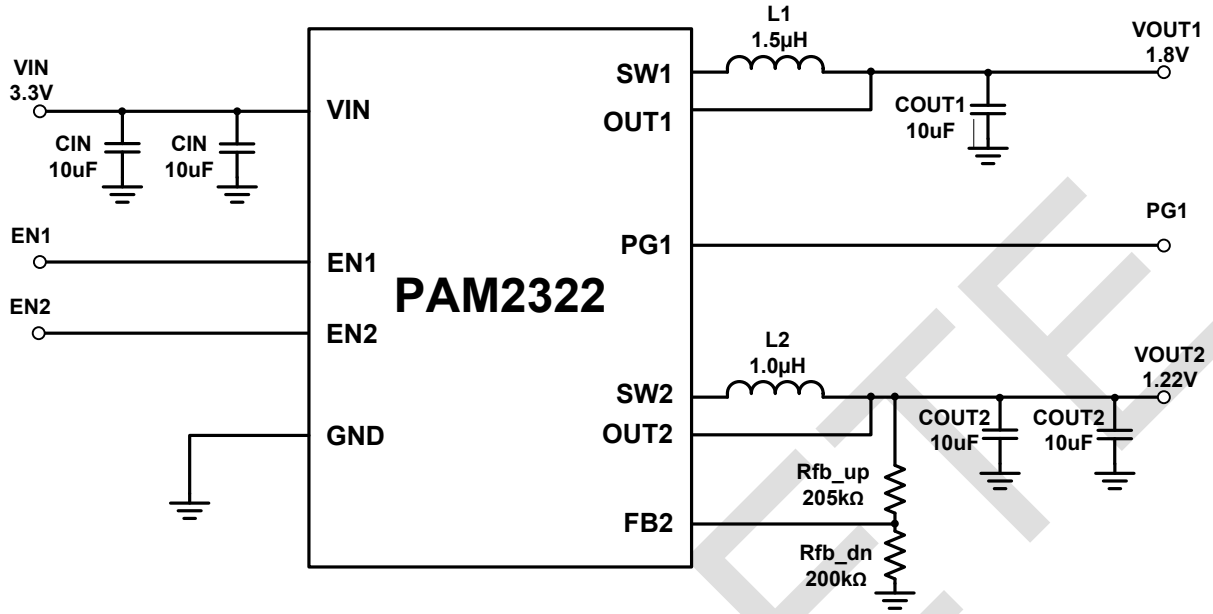 L1
1.5µH
VOUT1
1.8V
VIN
3.3V
SW1
VIN
OUT1
COUT1
10uF
CIN
10uF
CIN
10uF
PG1
EN1
PG1
EN1
PAM2322
EN2
EN2
L2
1.0µH
VOUT2
1.22V
SW2
COUT2
10uF
COUT2
10uF
GND
OUT2
Rfb_up
205kΩ
FB2
Rfb_dn
200kΩ